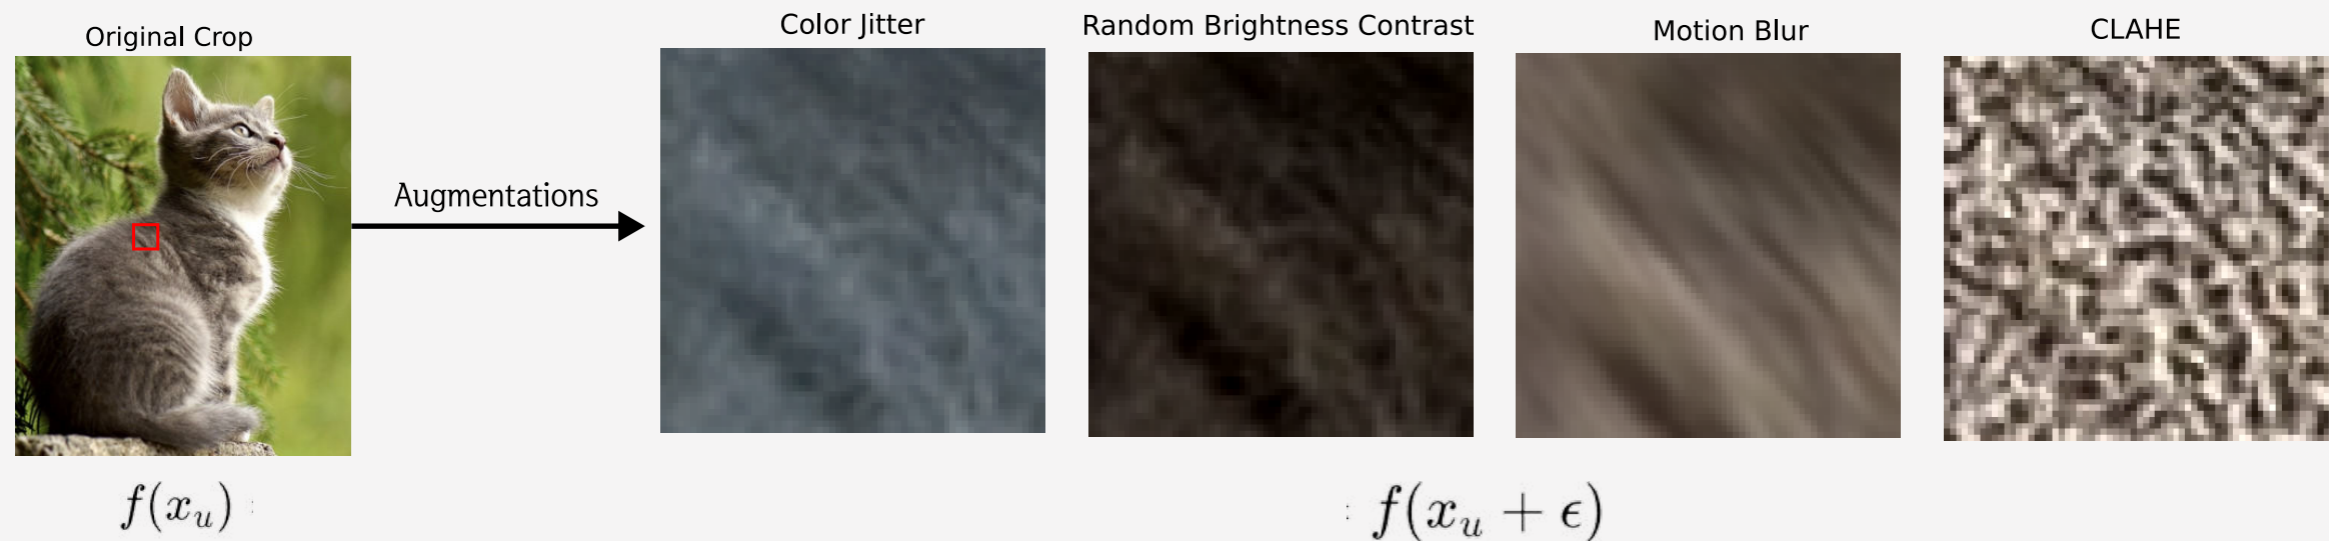 Original Crop
Color Jitter
Random Brightness Contrast
Motion Blur
CLAHE
Augmentations
f(x_u) :
: f(x_u + ϵ)